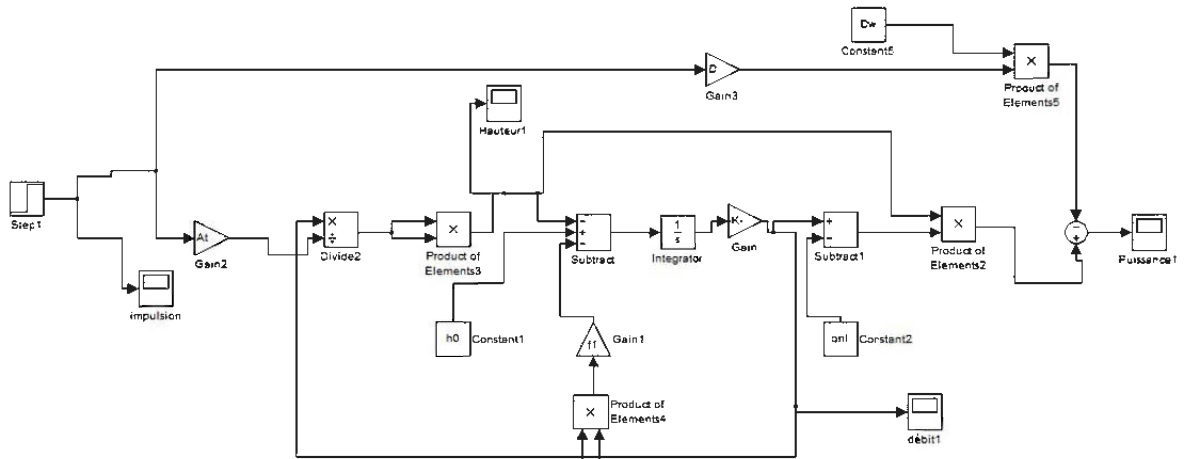 Dw
Constant5
×
Product of
Elements5
D
Gain3
Hauteur1
Step1
At
Gain2
×
÷
Divide2
×
Product of
Elements3
−
+
−
Subtract
1
s
Integrator
K-
Gain
+
−
Subtract1
×
Product of
Elements2
−
+
Puissance1
impulsion
h0
Constant1
f1
Gain1
qnl
Constant2
×
Product of
Elements4
débit1